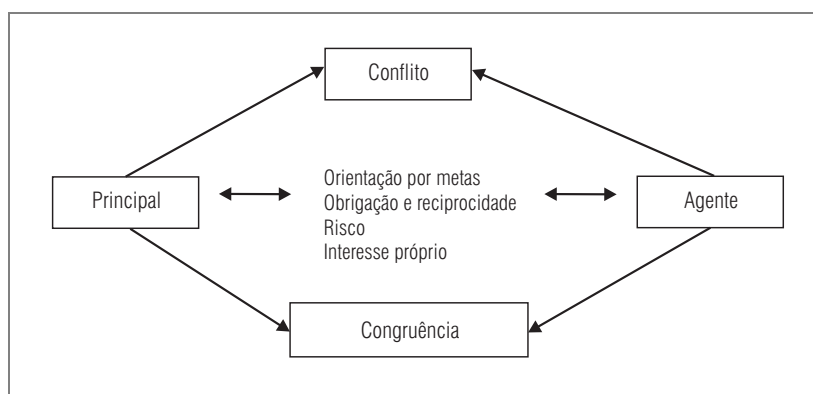 Conflito
Principal
Orientação por metas
Obrigação e reciprocidade
Risco
Interesse próprio
Agente
Congruência